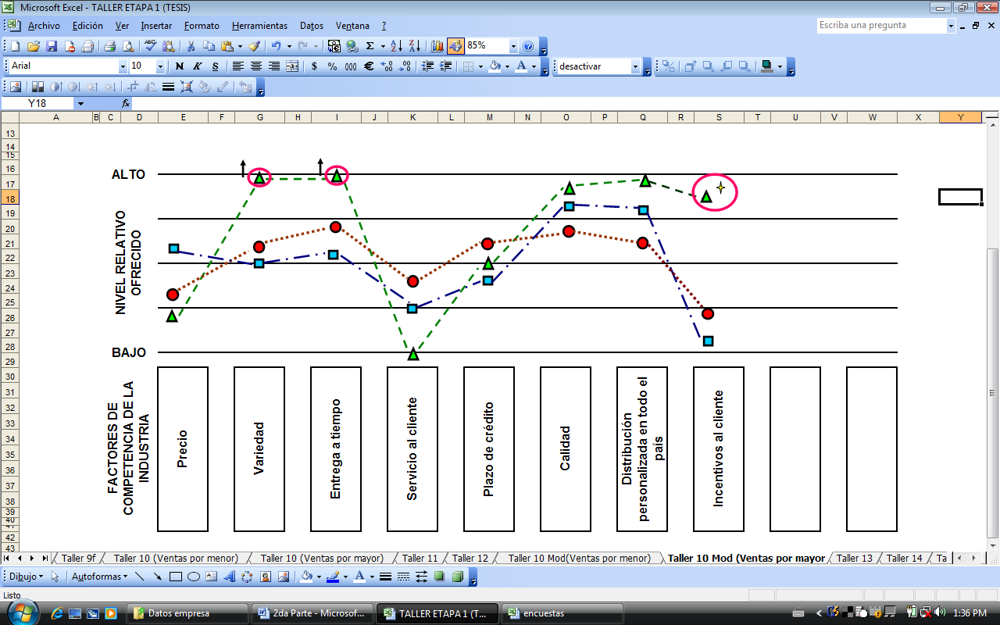 Microsoft Excel - TALLER ETAPA 1 (TESIS)
Archivo Edición Ver Insertar Formato Herramientas Datos Ventana ? Escriba una pregunta
85%
Arial 10 N K S $ % 000 € desactivar
Y18 fx
A B C D E F G H I J K L M N O P Q R S T U V W X Y
13
14
15
16
17
18
19
20
21
22
23
24
25
26
27
28
29
30
31
32
33
34
35
36
37
38
39
40
41
42
43
ALTO
NIVEL RELATIVO
OFRECIDO
BAJO
FACTORES DE
COMPETENCIA DE LA
INDUSTRIA
Precio
Variedad
Entrega a tiempo
Servicio al cliente
Plazo de crédito
Calidad
Distribución
personalizada en todo el
país
Incentivos al cliente
Taller 9f Taller 10 (Ventas por menor) Taller 10 (Ventas por mayor) Taller 11 Taller 12 Taller 10 Mod(Ventas por menor) Taller 10 Mod (Ventas por mayor Taller 13 Taller 14 Ta
Dibujo Autoformas
Listo
Datos empresa 2da Parte - Microsof... TALLER ETAPA 1 (T... encuestas 1:36 PM